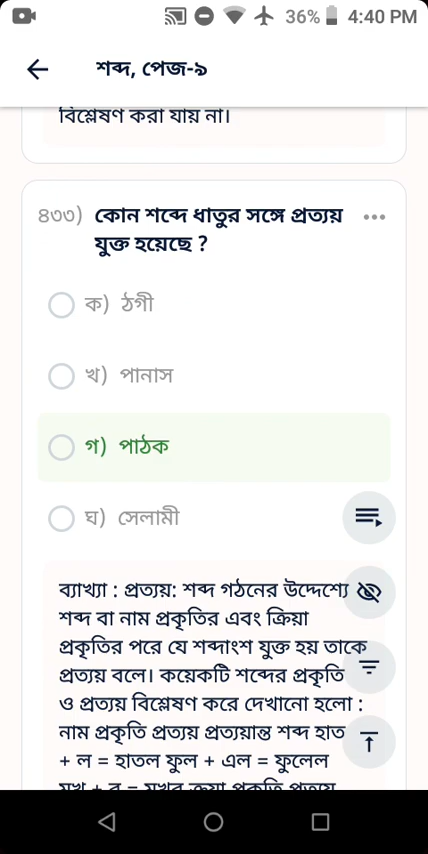 36% 4:40 PM
শব্দ, পেজ-৯
বিশ্লেষণ করা যায় না।
৪৩৩) কোন শব্দে ধাতুর সঙ্গে প্রত্যয়
যুক্ত হয়েছে ?
ক) ঠগী
খ) পানাস
গ) পাঠক
ঘ) সেলামী
ব্যাখ্যা : প্রত্যয়: শব্দ গঠনের উদ্দেশ্যে
শব্দ বা নাম প্রকৃতির এবং ক্রিয়া
প্রকৃতির পরে যে শব্দাংশ যুক্ত হয় তাকে
প্রত্যয় বলে। কয়েকটি শব্দের প্রকৃতি
ও প্রত্যয় বিশ্লেষণ করে দেখানো হলো :
নাম প্রকৃতি প্রত্যয় প্রত্যয়ান্ত শব্দ হাত
+ ল = হাতল ফুল + এল = ফুলেল